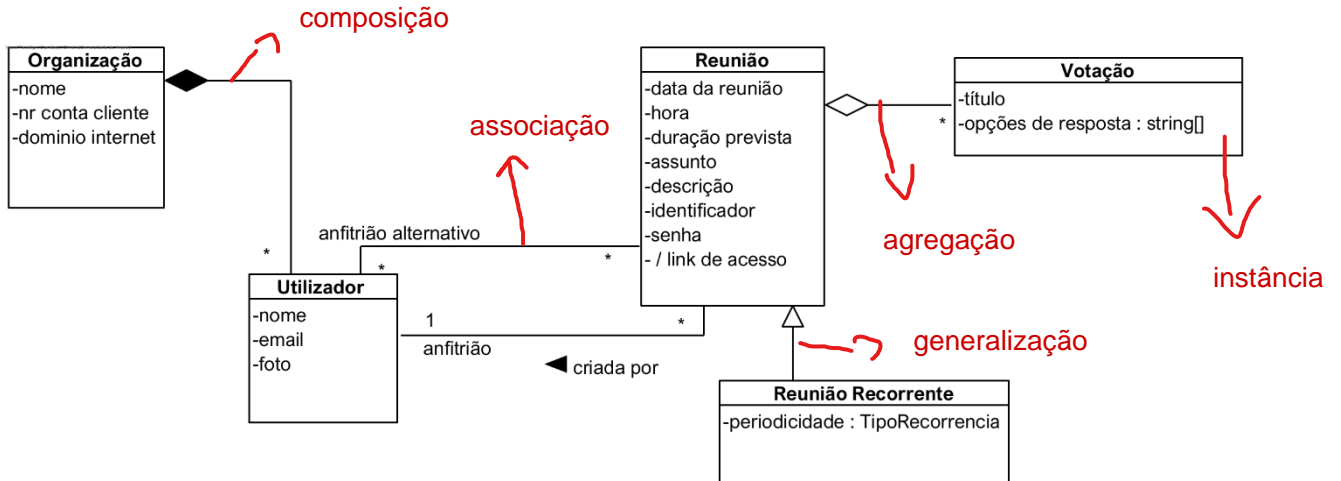 composição
Organização
-nome
-nr conta cliente
-dominio internet
*
associação
Reunião
-data da reunião
-hora
-duração prevista
-assunto
-descrição
-identificador
-senha
- / link de acesso
Votação
-título
-opções de resposta : string[]
*
agregação
instância
anfitrião alternativo
*
*
Utilizador
-nome
-email
-foto
1
*
anfitrião
criada por
generalização
Reunião Recorrente
-periodicidade : TipoRecorrencia